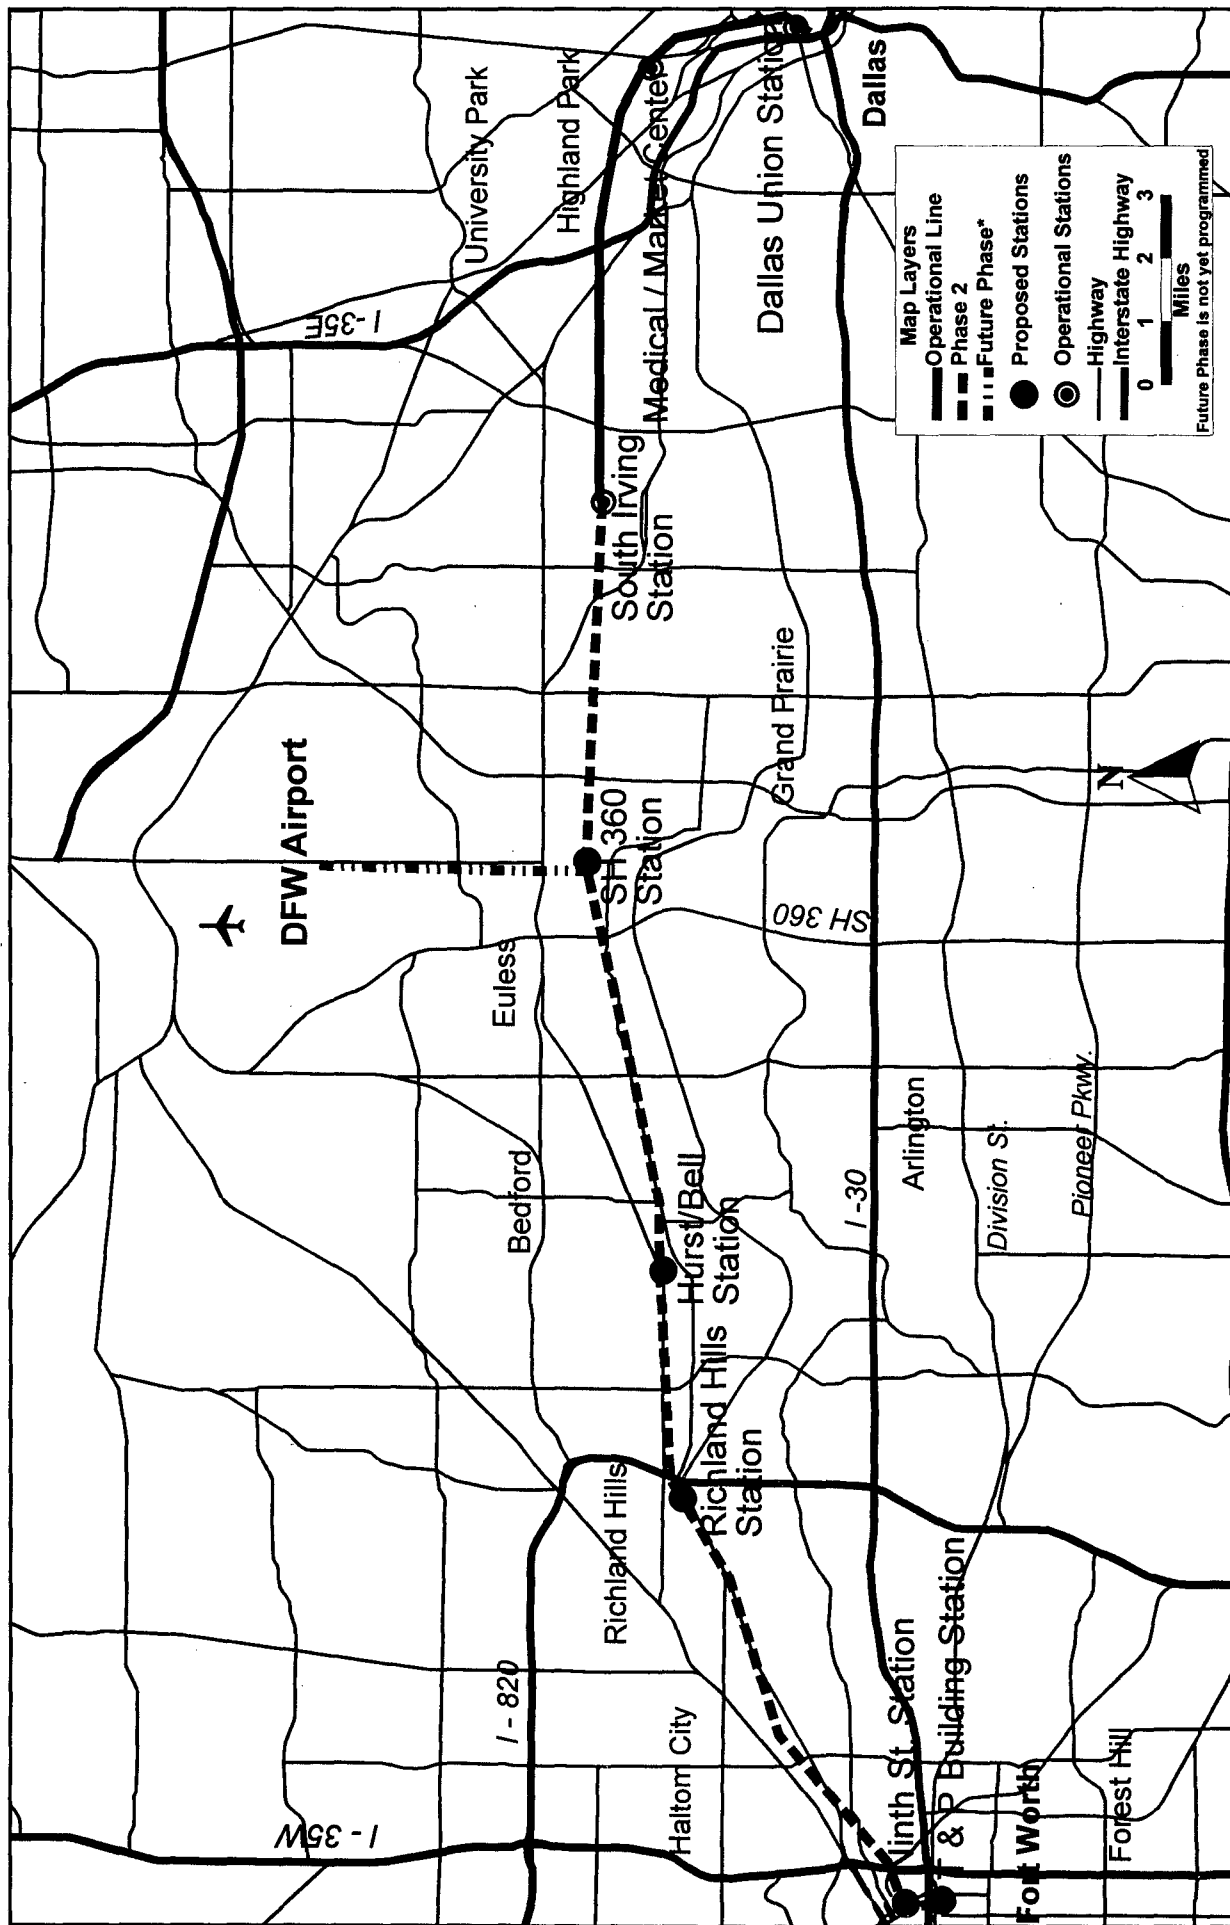 I - 35W
I - 820
Haltom City
Richland Hills
Ninth St. Station
T & P Building Station
Fort Worth
Forest Hill
Richland Hills
Station
Hurst/Bell
Station
Bedford
Euless
DFW Airport
SH 360
Station
SH 360
I -30
Arlington
Division St.
Pioneer Pkwy.
Grand Prairie
South Irving
Station
I -35E
University Park
Highland Park
Medical / Market Center
Dallas Union Station
Dallas
N
Map Layers
Operational Line
Phase 2
Future Phase*
Proposed Stations
Operational Stations
Highway
Interstate Highway
0 1 2 3
Miles
Future Phase is not yet programmed